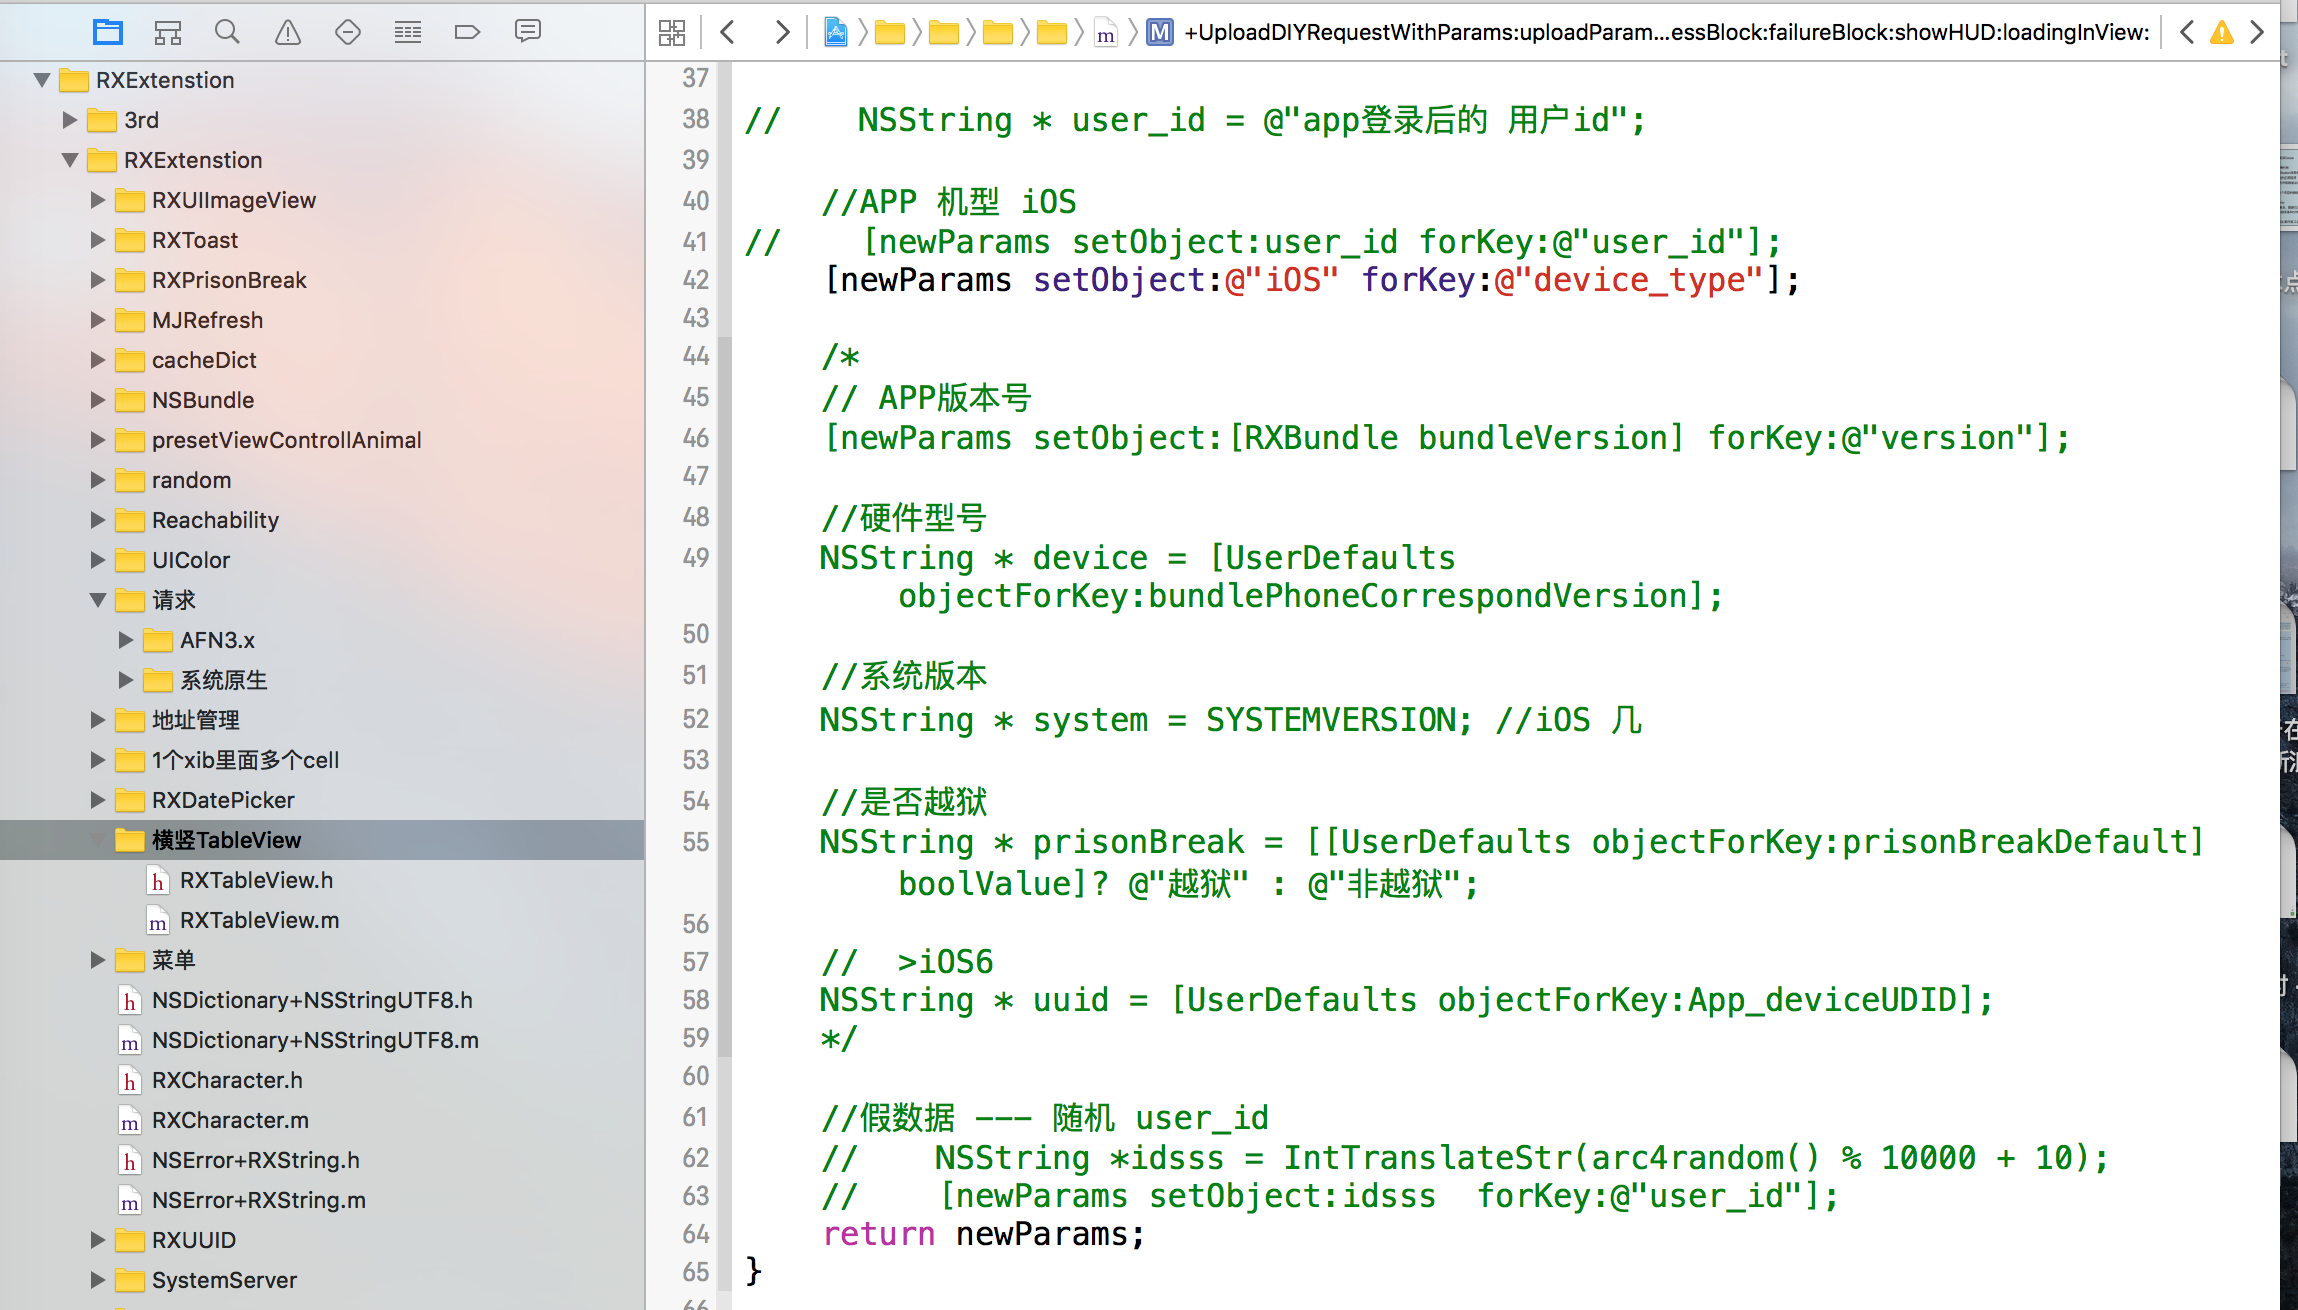 +UploadDIYRequestWithParams:uploadParam...essBlock:failureBlock:showHUD:loadingInView:
RXExtenstion
3rd
RXExtenstion
RXUIImageView
RXToast
RXPrisonBreak
MJRefresh
cacheDict
NSBundle
presetViewControllAnimal
random
Reachability
UIColor
请求
AFN3.x
系统原生
地址管理
1个xib里面多个cell
RXDatePicker
横竖TableView
h RXTableView.h
m RXTableView.m
菜单
h NSDictionary+NSStringUTF8.h
m NSDictionary+NSStringUTF8.m
h RXCharacter.h
m RXCharacter.m
h NSError+RXString.h
m NSError+RXString.m
RXUUID
SystemServer
37
38 //    NSString * user_id = @"app登录后的 用户id";
39
40 //APP 机型 iOS
41 //    [newParams setObject:user_id forKey:@"user_id"];
42 [newParams setObject:@"iOS" forKey:@"device_type"];
43
44 /*
45 // APP版本号
46 [newParams setObject:[RXBundle bundleVersion] forKey:@"version"];
47
48 //硬件型号
49 NSString * device = [UserDefaults
objectForKey:bundlePhoneCorrespondVersion];
50
51 //系统版本
52 NSString * system = SYSTEMVERSION; //iOS 几
53
54 //是否越狱
55 NSString * prisonBreak = [[UserDefaults objectForKey:prisonBreakDefault]
boolValue]? @"越狱" : @"非越狱";
56
57 //  >iOS6
58 NSString * uuid = [UserDefaults objectForKey:App_deviceUDID];
59 */
60
61 //假数据 --- 随机 user_id
62 //    NSString *idsss = IntTranslateStr(arc4random() % 10000 + 10);
63 //    [newParams setObject:idsss  forKey:@"user_id"];
64 return newParams;
65 }
66